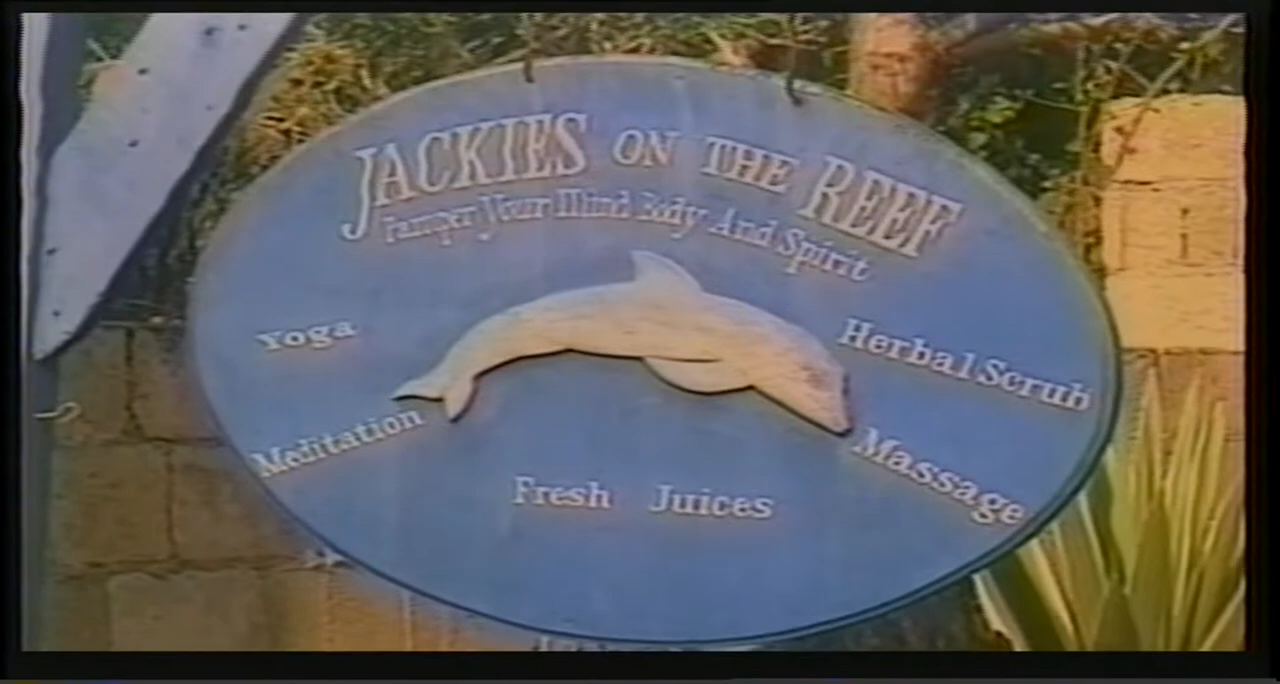 JACKIES ON THE REEF
Pamper Your Mind Body And Spirit
Yoga
Herbal Scrub
Meditation
Massage
Fresh Juices